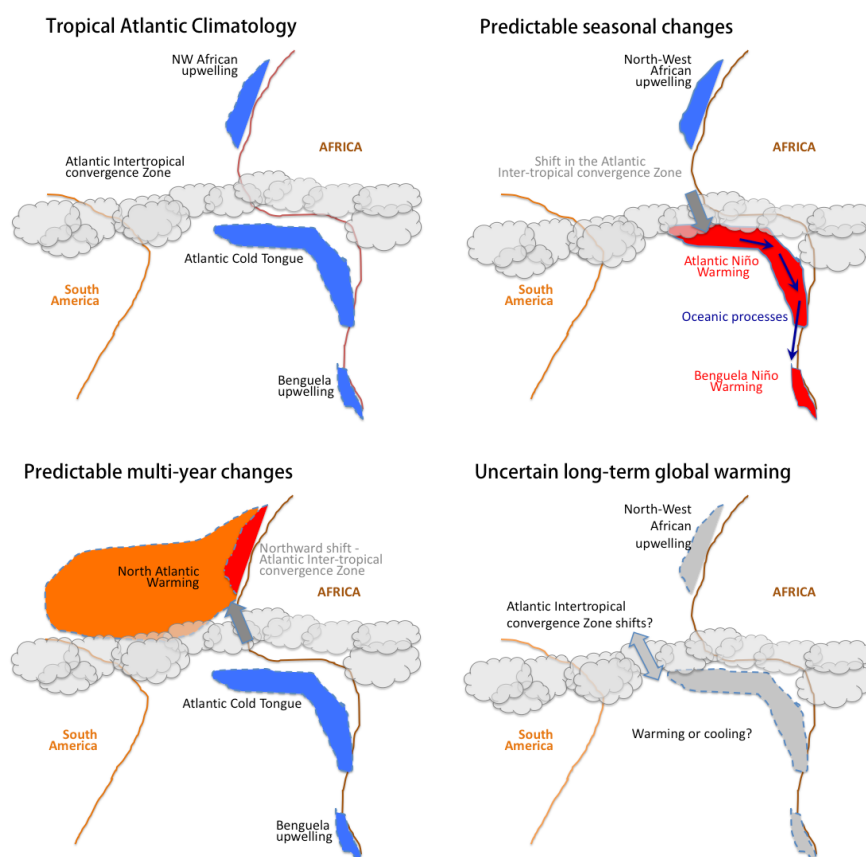 Tropical Atlantic Climatology
NW African
upwelling
AFRICA
Atlantic Intertropical
convergence Zone
Atlantic Cold Tongue
South
America
Benguela
upwelling
Predictable seasonal changes
North-West
African
upwelling
AFRICA
Shift in the Atlantic
Inter-tropical convergence Zone
Atlantic Niño
Warming
South
America
Oceanic processes
Benguela Niño
Warming
Predictable multi-year changes
North Atlantic
Warming
Northward shift -
Atlantic Inter-tropical
convergence Zone
AFRICA
Atlantic Cold Tongue
South
America
Benguela
upwelling
Uncertain long-term global warming
North-West
African
upwelling
AFRICA
Atlantic Intertropical
convergence Zone shifts?
South
America
Warming or cooling?